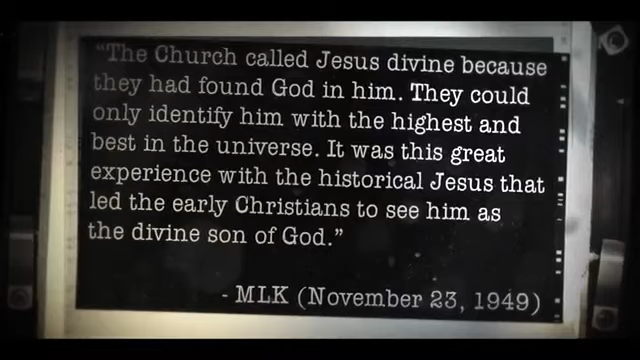 “The Church called Jesus divine because
they had found God in him. They could
only identify him with the highest and
best in the universe. It was this great
experience with the historical Jesus that
led the early Christians to see him as
the divine son of God.”
- MLK (November 23, 1949)